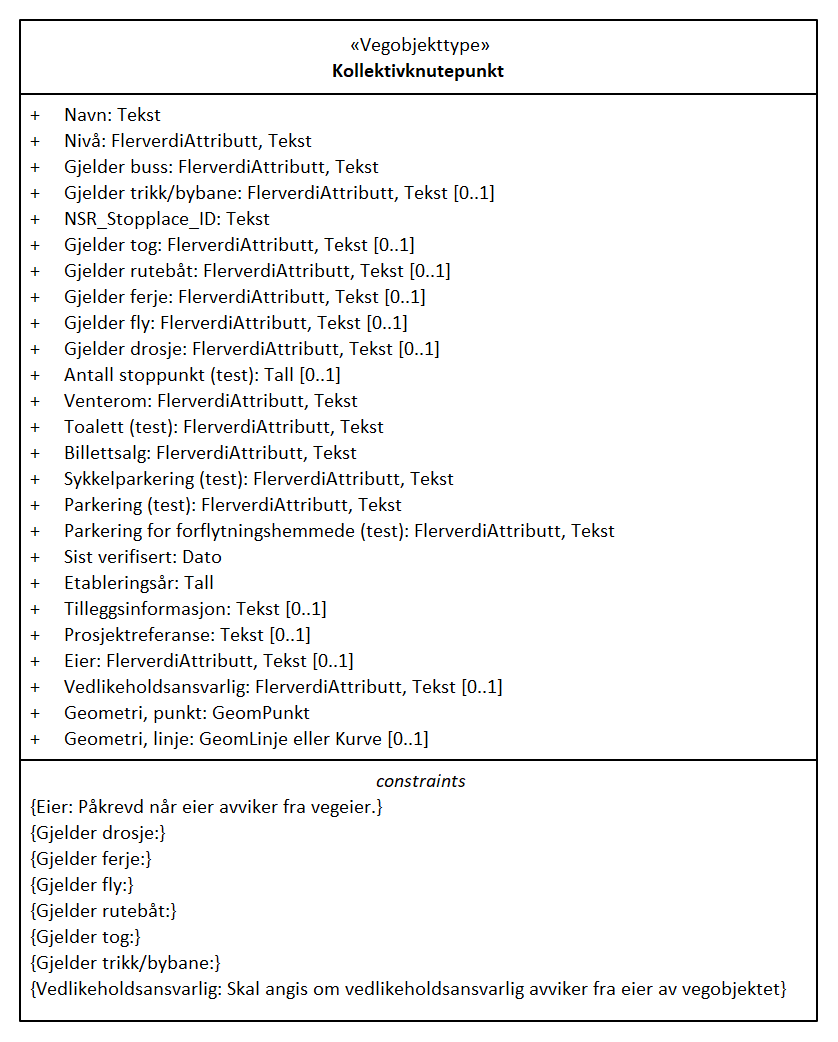 «Vegobjekttype»
Kollektivknutepunkt
+ Navn: Tekst
+ Nivå: FlerverdiAttributt, Tekst
+ Gjelder buss: FlerverdiAttributt, Tekst
+ Gjelder trikk/bybane: FlerverdiAttributt, Tekst [0..1]
+ NSR_Stopplace_ID: Tekst
+ Gjelder tog: FlerverdiAttributt, Tekst [0..1]
+ Gjelder rutebåt: FlerverdiAttributt, Tekst [0..1]
+ Gjelder ferje: FlerverdiAttributt, Tekst [0..1]
+ Gjelder fly: FlerverdiAttributt, Tekst [0..1]
+ Gjelder drosje: FlerverdiAttributt, Tekst [0..1]
+ Antall stoppunkt (test): Tall [0..1]
+ Venterom: FlerverdiAttributt, Tekst
+ Toalett (test): FlerverdiAttributt, Tekst
+ Billettsalg: FlerverdiAttributt, Tekst
+ Sykkelparkering (test): FlerverdiAttributt, Tekst
+ Parkering (test): FlerverdiAttributt, Tekst
+ Parkering for forflytningshemmede (test): FlerverdiAttributt, Tekst
+ Sist verifisert: Dato
+ Etableringsår: Tall
+ Tilleggsinformasjon: Tekst [0..1]
+ Prosjektreferanse: Tekst [0..1]
+ Eier: FlerverdiAttributt, Tekst [0..1]
+ Vedlikeholdsansvarlig: FlerverdiAttributt, Tekst [0..1]
+ Geometri, punkt: GeomPunkt
+ Geometri, linje: GeomLinje eller Kurve [0..1]
constraints
{Eier: Påkrevd når eier avviker fra vegeier.}
{Gjelder drosje:}
{Gjelder ferje:}
{Gjelder fly:}
{Gjelder rutebåt:}
{Gjelder tog:}
{Gjelder trikk/bybane:}
{Vedlikeholdsansvarlig: Skal angis om vedlikeholdsansvarlig avviker fra eier av vegobjektet}